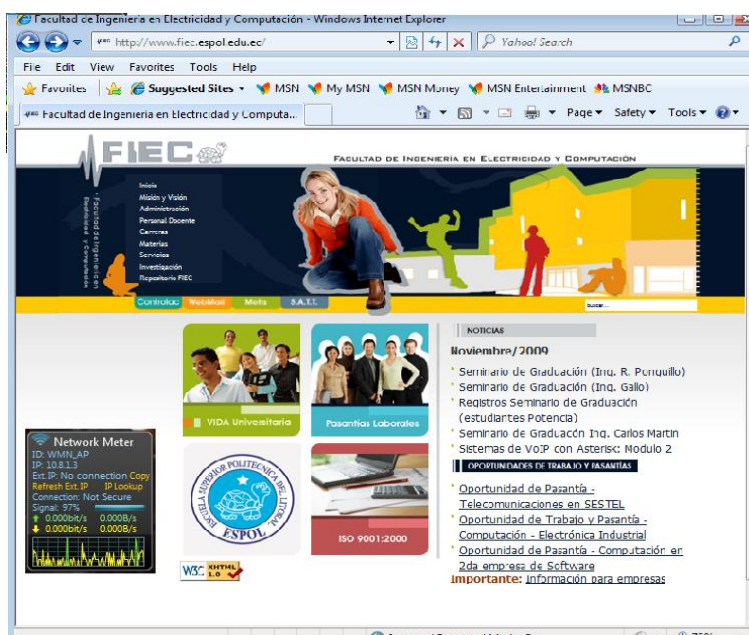 Facultad de Ingeniería en Electricidad y Computación - Windows Internet Explorer
http://www.fiec.espol.edu.ec/
Yahoo! Search
File Edit View Favorites Tools Help
Favorites Suggested Sites MSN My MSN MSN Money MSN Entertainment MSNBC
Facultad de Ingeniería en Electricidad y Computa...
Page Safety Tools
FIEC
FACULTAD DE INGENIERÍA EN ELECTRICIDAD Y COMPUTACIÓN
Facultad de Ingeniería en
Electricidad y Computación
Inicio
Misión y Visión
Administración
Personal Docente
Carreras
Materias
Servicios
Investigación
Repositorio FIEC
Controlac WebMail Metis S.A.T.I.
buscar...
VIDA Universitaria
Pasantías Laborales
ESCUELA SUPERIOR POLITECNICA DEL LITORAL
ESPOL
ISO 9001:2000
W3C XHTML 1.0
NOTICIAS
Noviembre/2009
Seminario de Graduación (Ing. R. Ponguillo)
Seminario de Graduación (Ing. Gallo)
Registros Seminario de Graduación
(estudiantes Potencia)
Seminario de Graduacón Ing. Carlos Martin
Sistemas de VoIP con Asterisc: Modulo 2
OPORTUNIDADES DE TRABAJO Y PASANTÍAS
Oportunidad de Pasantía -
Telecomunicaciones en SESTEL
Oportunidad de Trabajo y Pasantía -
Computación - Electrónica Industrial
Oportunidad de Pasantía - Computación en
2da empresa de Software
Importante: Información para empresas
Network Meter
ID: WMN_AP
IP: 10.8.1.3
Ext. IP: No connection Copy
Refresh Ext. IP IP Lookup
Connection: Not Secure
Signal: 97%
0.000bit/s 0.000B/s
0.000bit/s 0.000B/s